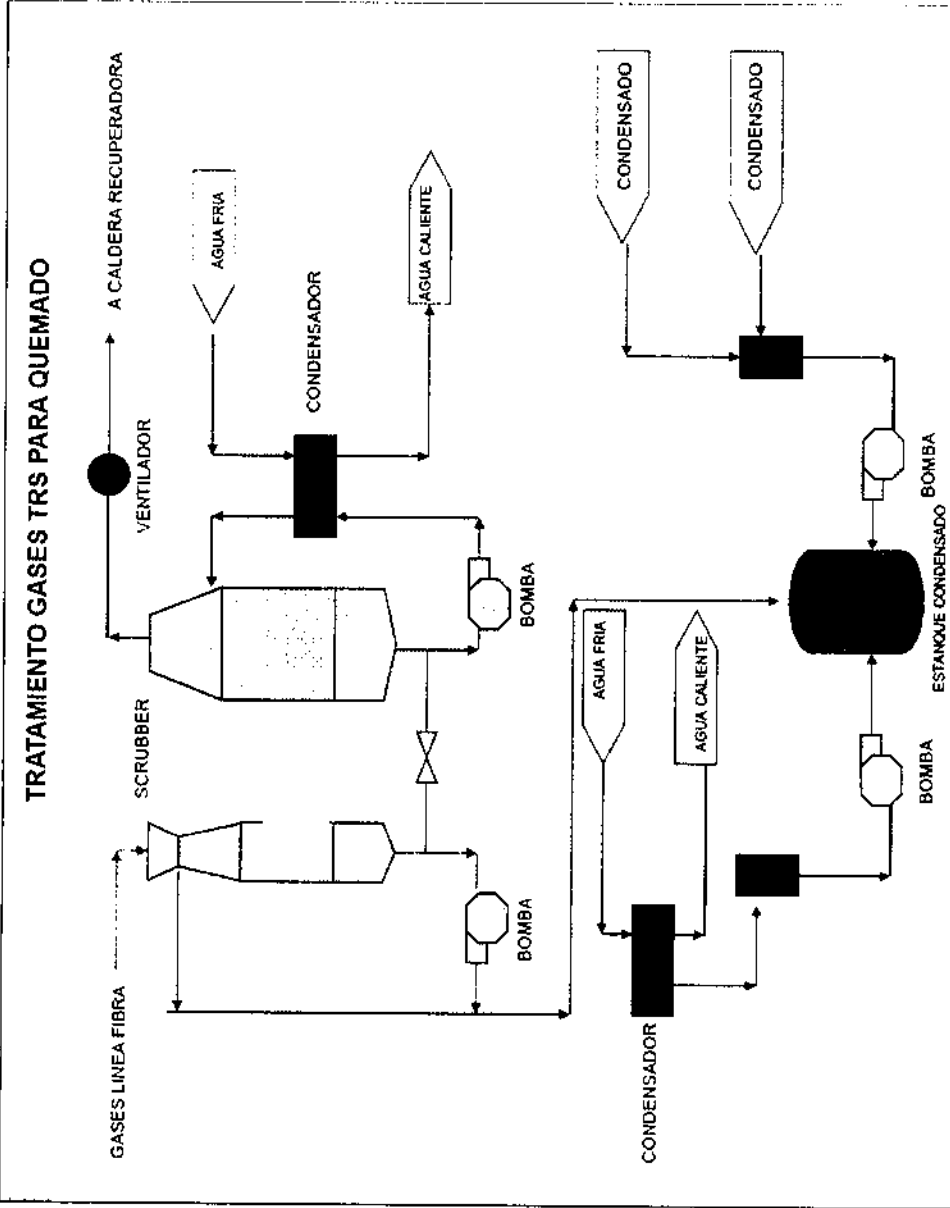 TRATAMIENTO GASES TRS PARA QUEMADO
GASES LINEA FIBRA
SCRUBBER
VENTILADOR
A CALDERA RECUPERADORA
AGUA FRIA
CONDENSADOR
AGUA CALIENTE
BOMBA
BOMBA
CONDENSADOR
AGUA FRIA
AGUA CALIENTE
CONDENSADO
CONDENSADO
BOMBA
ESTANQUE CONDENSADO
BOMBA